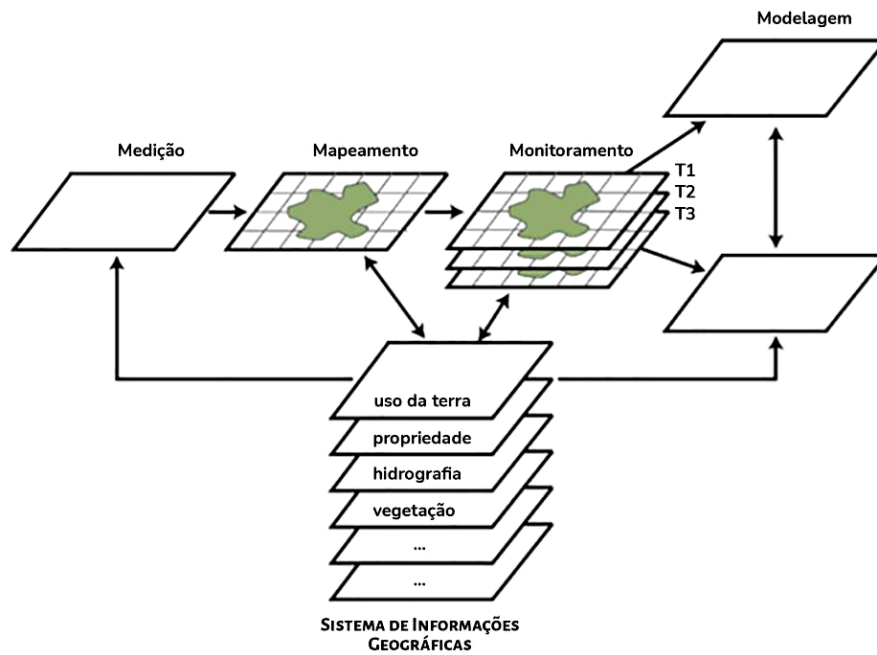 Modelagem
Medição
Mapeamento
Monitoramento
T1
T2
T3
uso da terra
propriedade
hidrografia
vegetação
...
...
SISTEMA DE INFORMAÇÕES
GEOGRÁFICAS